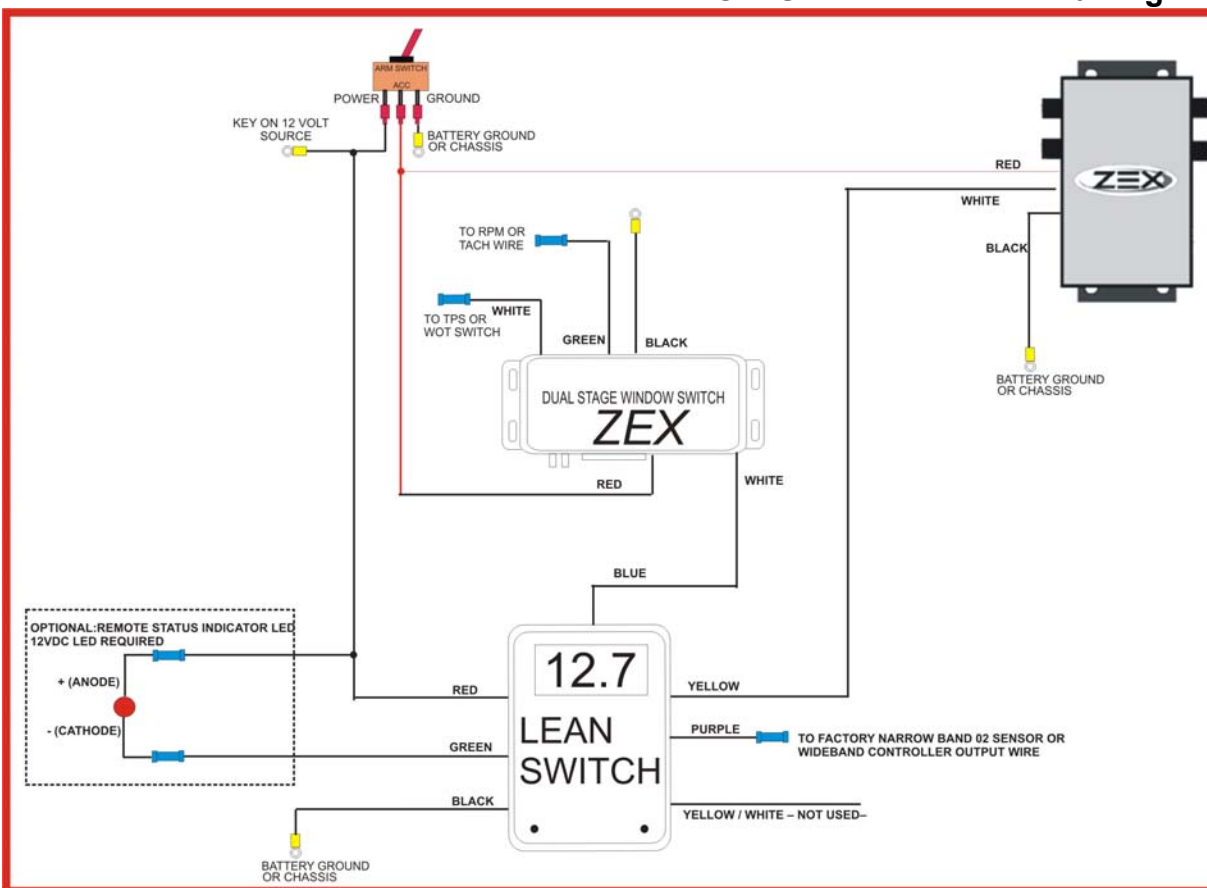 ARM SWITCH
ACC
POWER
GROUND
KEY ON 12 VOLT
SOURCE
BATTERY GROUND
OR CHASSIS
RED
ZEX
WHITE
BLACK
TO RPM OR
TACH WIRE
TO TPS OR
WOT SWITCH
WHITE
GREEN
BLACK
BATTERY GROUND
OR CHASSIS
DUAL STAGE WINDOW SWITCH
ZEX
RED
WHITE
BLUE
OPTIONAL:REMOTE STATUS INDICATOR LED
12VDC LED REQUIRED
+ (ANODE)
- (CATHODE)
RED
GREEN
BLACK
BATTERY GROUND
OR CHASSIS
12.7
LEAN
SWITCH
YELLOW
PURPLE
TO FACTORY NARROW BAND 02 SENSOR OR
WIDEBAND CONTROLLER OUTPUT WIRE
YELLOW / WHITE – NOT USED–